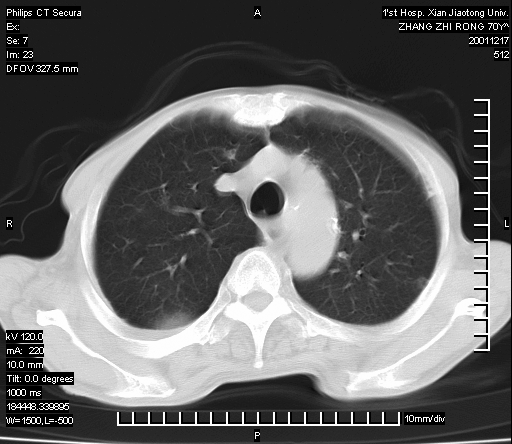 Philips CT Secura
Ex:
Se: 7
Im: 23
DFOV 327.5 mm
A
1'st Hosp. Xian Jiaotong Univ.
ZHANG ZHI RONG 70Y^
20011217
512
R
L
kV 120.0
mA: 220
10.0 mm
Tilt: 0.0 degrees
1000 ms
184448.339895
W=1500,L=-500
10mm/div
P